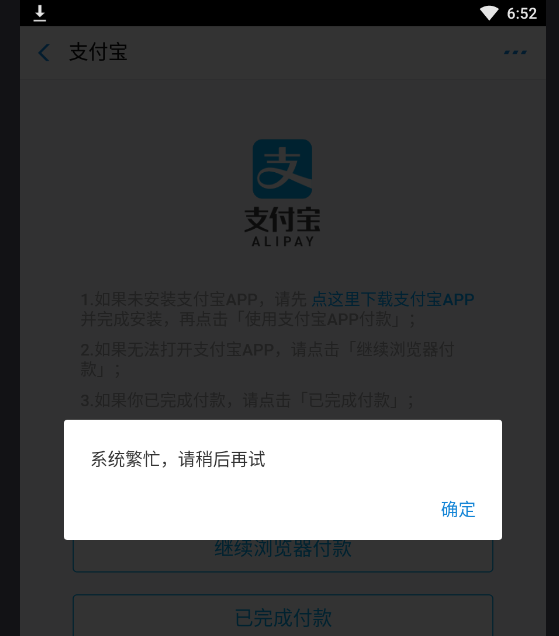 6:52
支付宝
支付宝
ALIPAY
1.如果未安装支付宝APP，请先 点这里下载支付宝APP
并完成安装，再点击「使用支付宝APP付款」；
2.如果无法打开支付宝APP，请点击「继续浏览器付
款」；
3.如果你已完成付款，请点击「已完成付款」；
系统繁忙，请稍后再试
确定
继续浏览器付款
已完成付款